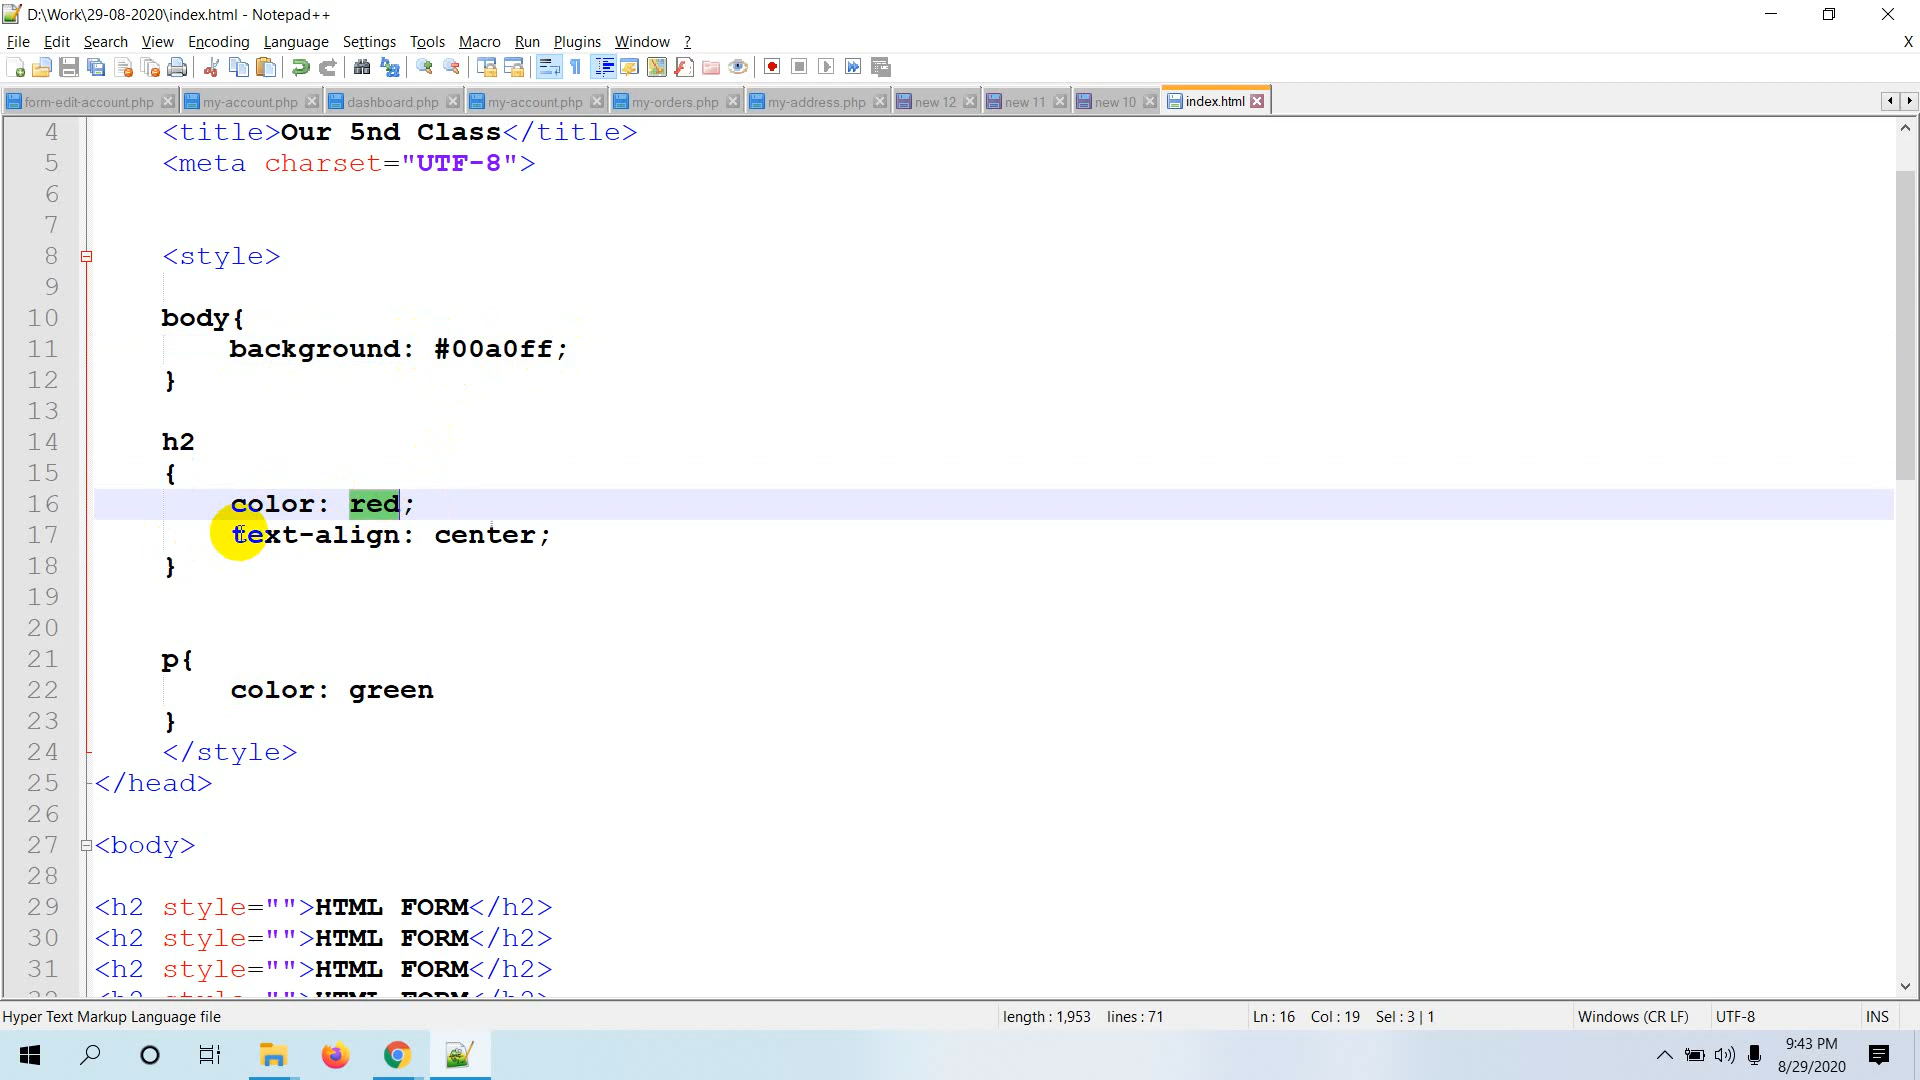 D:\Work\29-08-2020\index.html - Notepad++
File Edit Search View Encoding Language Settings Tools Macro Run Plugins Window ?
X
form-edit-account.php my-account.php dashboard.php my-account.php my-orders.php my-address.php new 12 new 11 new 10 index.html
4 <title>Our 5nd Class</title>
5 <meta charset="UTF-8">
6
7
8 <style>
9
10 body{
11 background: #00a0ff;
12 }
13
14 h2
15 {
16 color: red;
17 text-align: center;
18 }
19
20
21 p{
22 color: green
23 }
24 </style>
25 </head>
26
27 <body>
28
29 <h2 style="">HTML FORM</h2>
30 <h2 style="">HTML FORM</h2>
31 <h2 style="">HTML FORM</h2>
32 <h2 style="">HTML FORM</h2>
Hyper Text Markup Language file length : 1,953 lines : 71 Ln : 16 Col : 19 Sel : 3 | 1 Windows (CR LF) UTF-8 INS
9:43 PM
8/29/2020